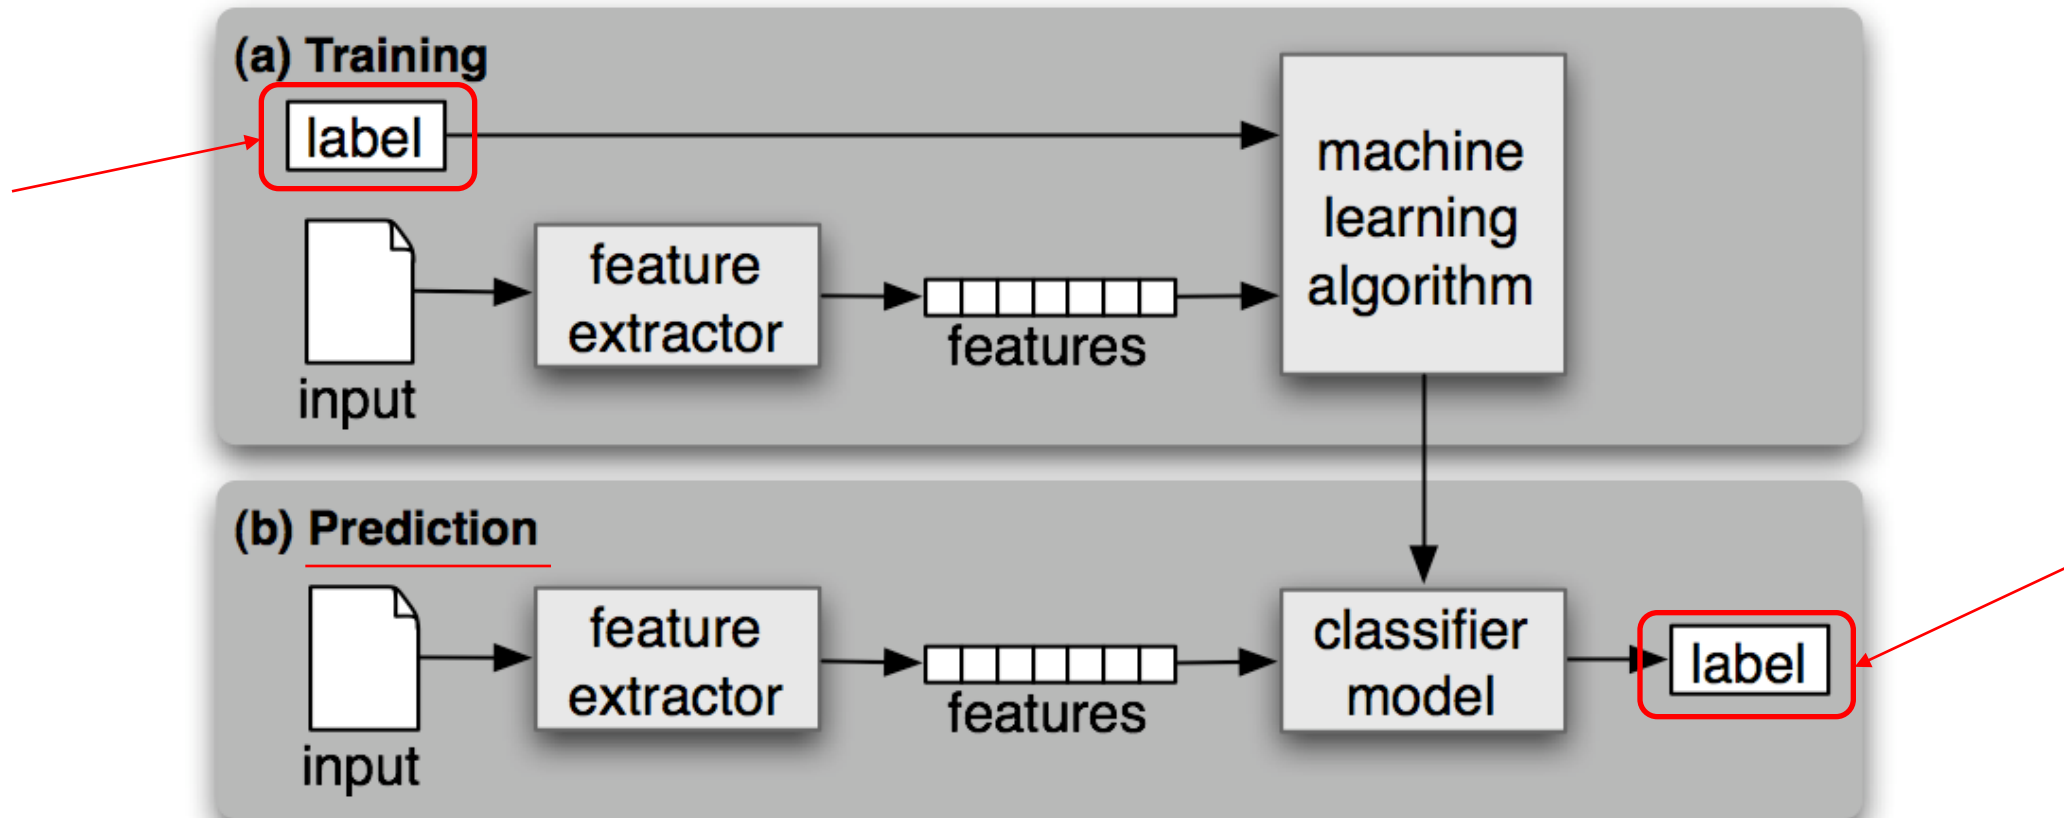 (a) Training
label
machine
learning
algorithm
feature
extractor
features
input
(b) Prediction
feature
extractor
features
classifier
model
label
input